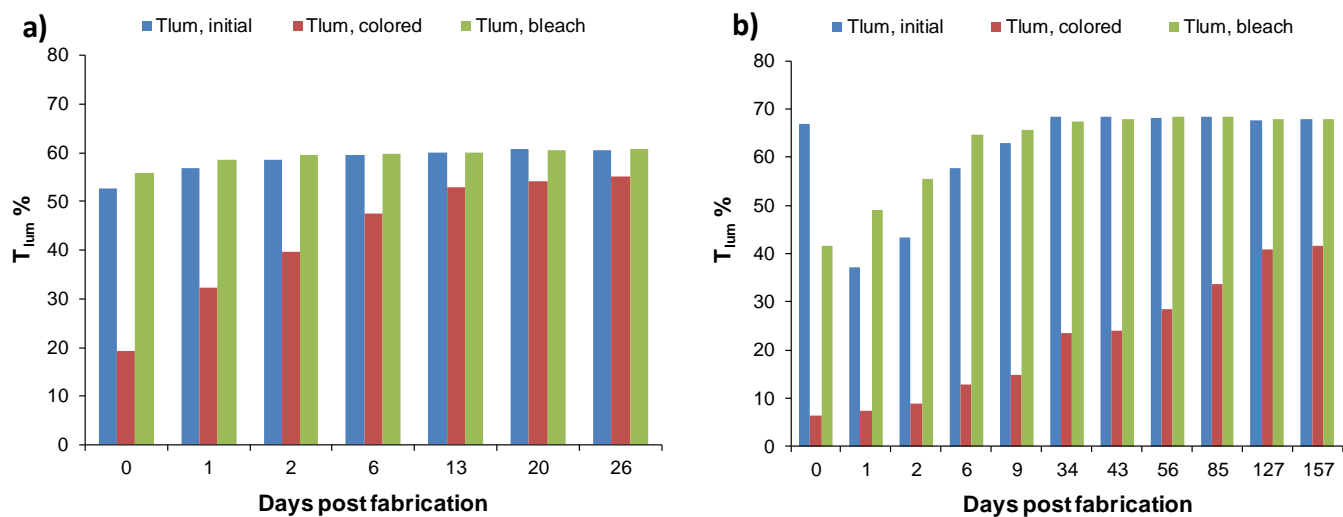 a)
Tlum, initial Tlum, colored Tlum, bleach
80
70
60
50
40
30
20
10
0
T lum %
0 1 2 6 13 20 26
Days post fabrication
b)
Tlum, initial Tlum, colored Tlum, bleach
80
70
60
50
40
30
20
10
0
T lum %
0 1 2 6 9 34 43 56 85 127 157
Days post fabrication